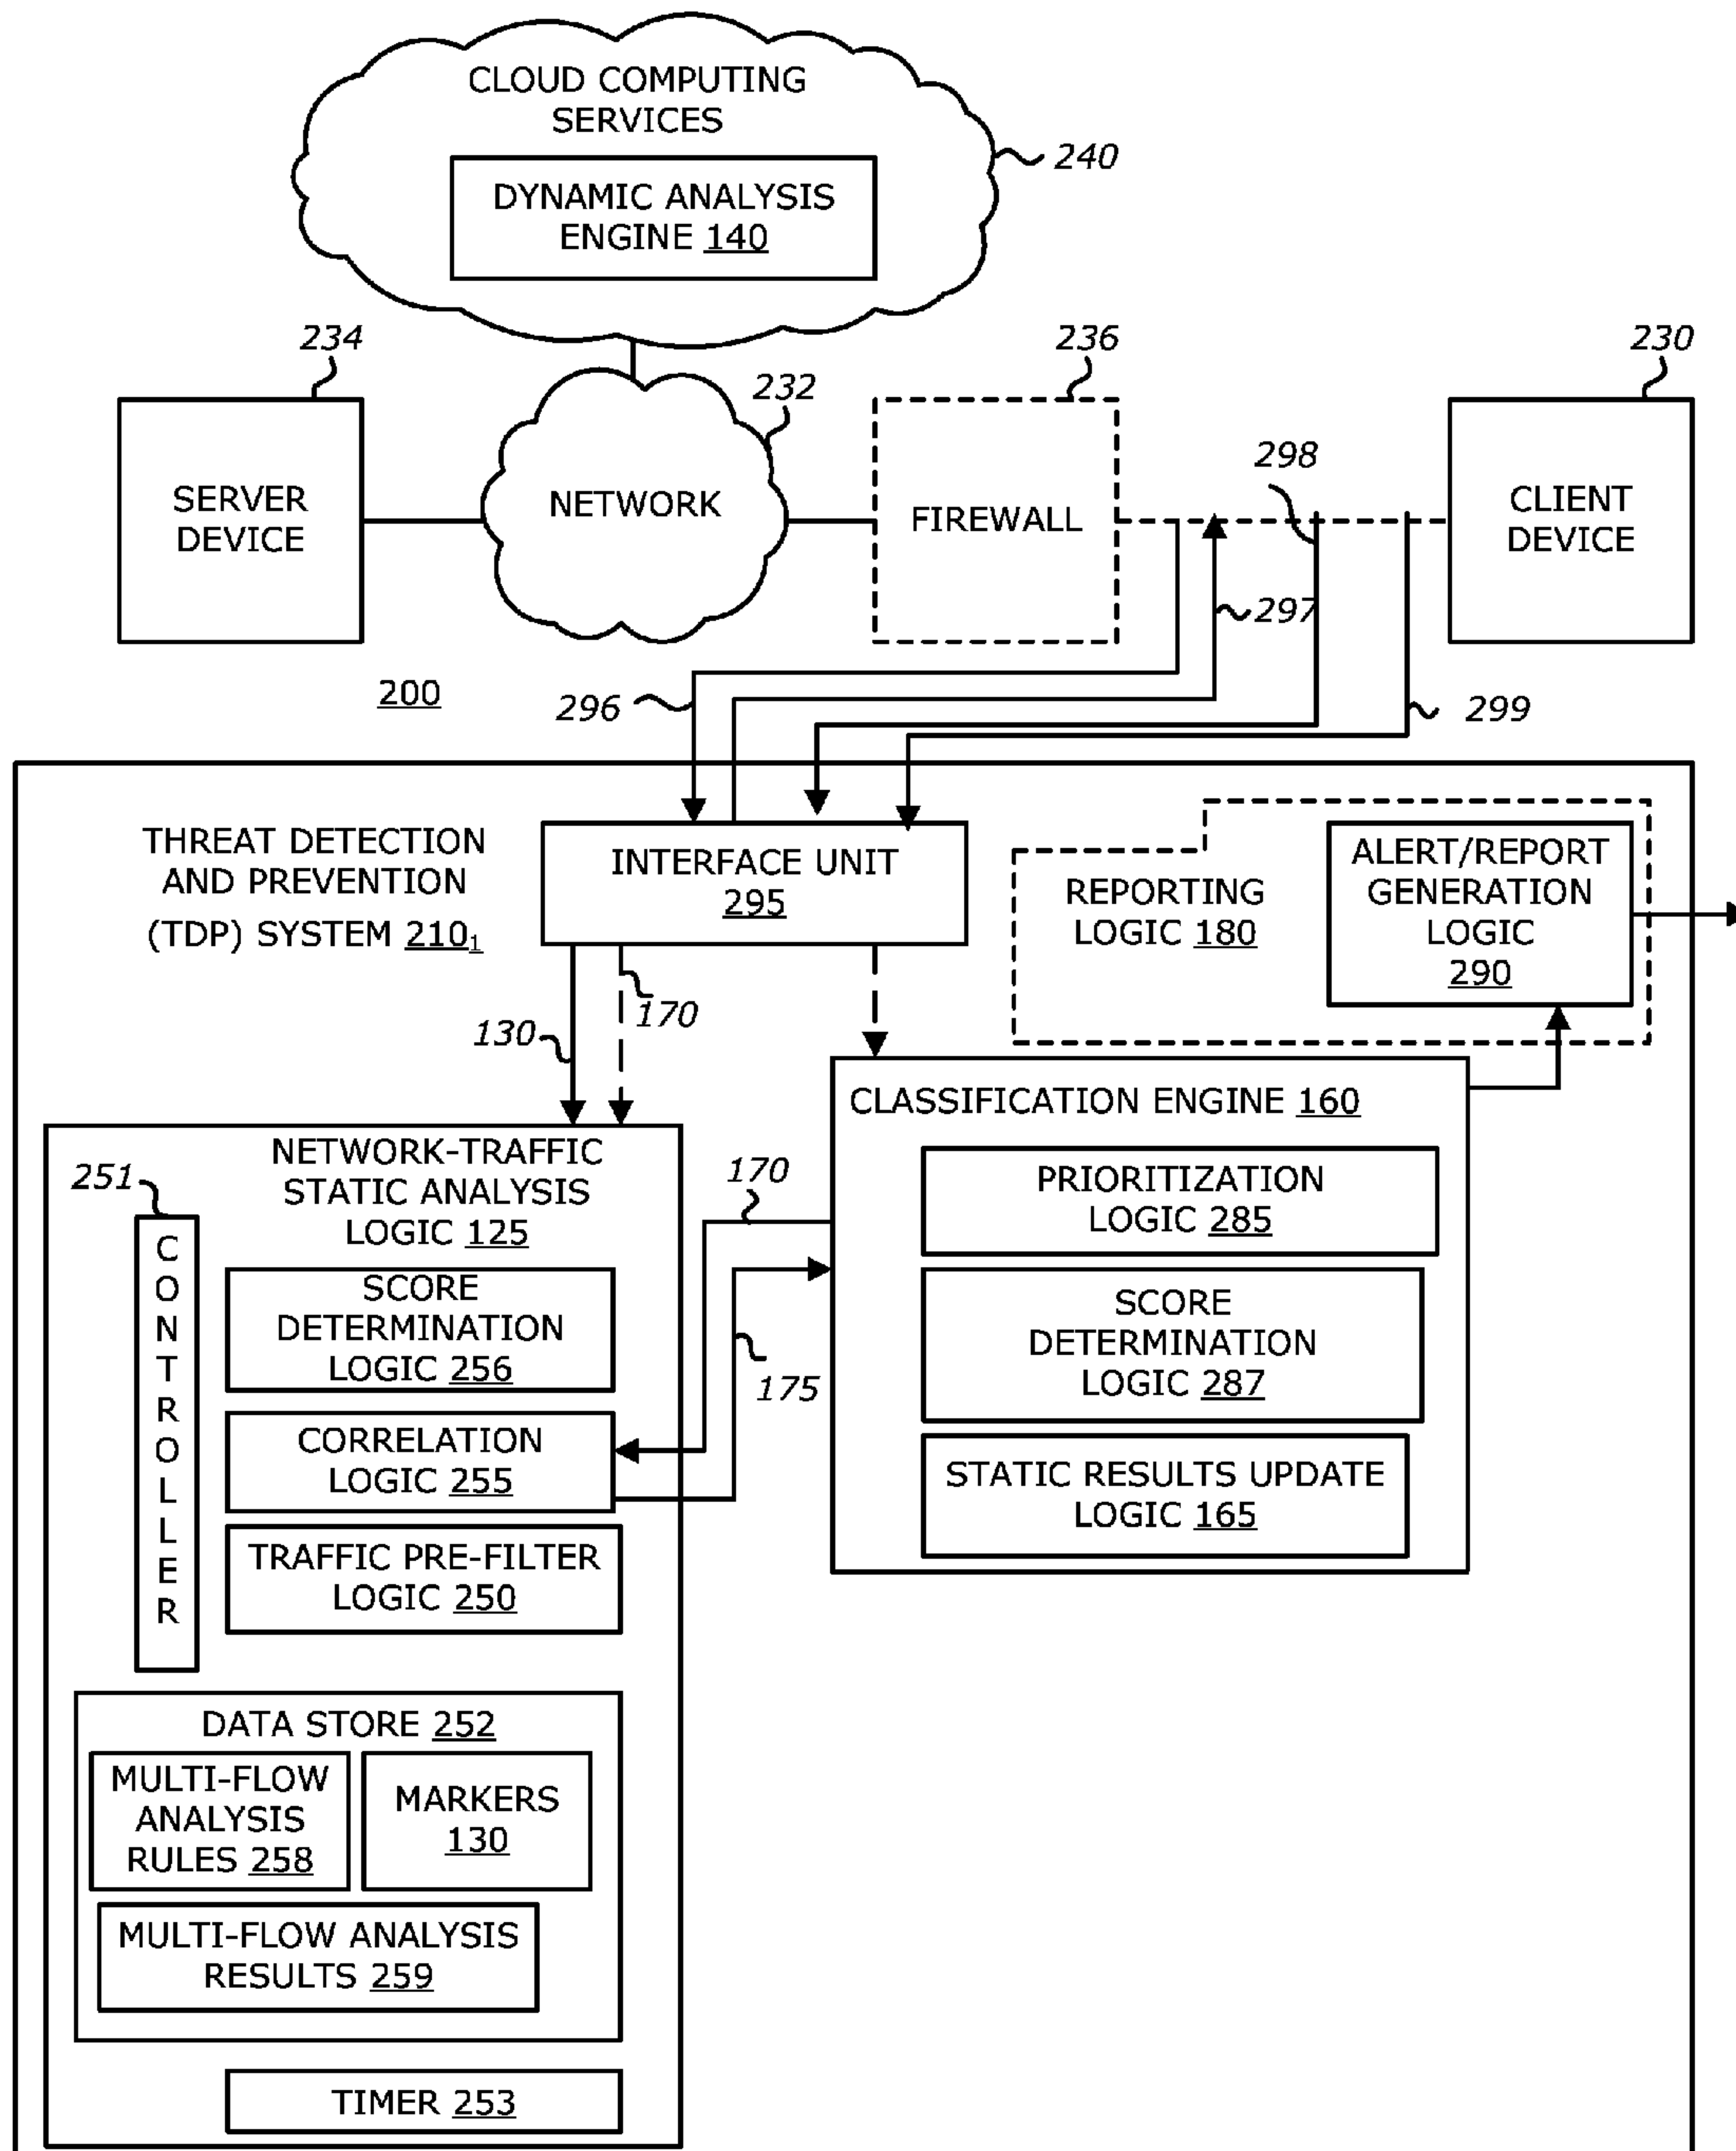 CLOUD COMPUTING
SERVICES
240
DYNAMIC ANALYSIS
ENGINE 140
234
232
236
230
SERVER
DEVICE
NETWORK
FIREWALL
298
CLIENT
DEVICE
297
200
296
299
THREAT DETECTION
AND PREVENTION
(TDP) SYSTEM 210₁
INTERFACE UNIT
295
REPORTING
LOGIC 180
ALERT/REPORT
GENERATION
LOGIC
290
130
170
CLASSIFICATION ENGINE 160
PRIORITIZATION
LOGIC 285
SCORE
DETERMINATION
LOGIC 287
STATIC RESULTS UPDATE
LOGIC 165
170
175
NETWORK-TRAFFIC
STATIC ANALYSIS
LOGIC 125
251
CONTROLLER
SCORE
DETERMINATION
LOGIC 256
CORRELATION
LOGIC 255
TRAFFIC PRE-FILTER
LOGIC 250
DATA STORE 252
MULTI-FLOW
ANALYSIS
RULES 258
MARKERS
130
MULTI-FLOW ANALYSIS
RESULTS 259
TIMER 253